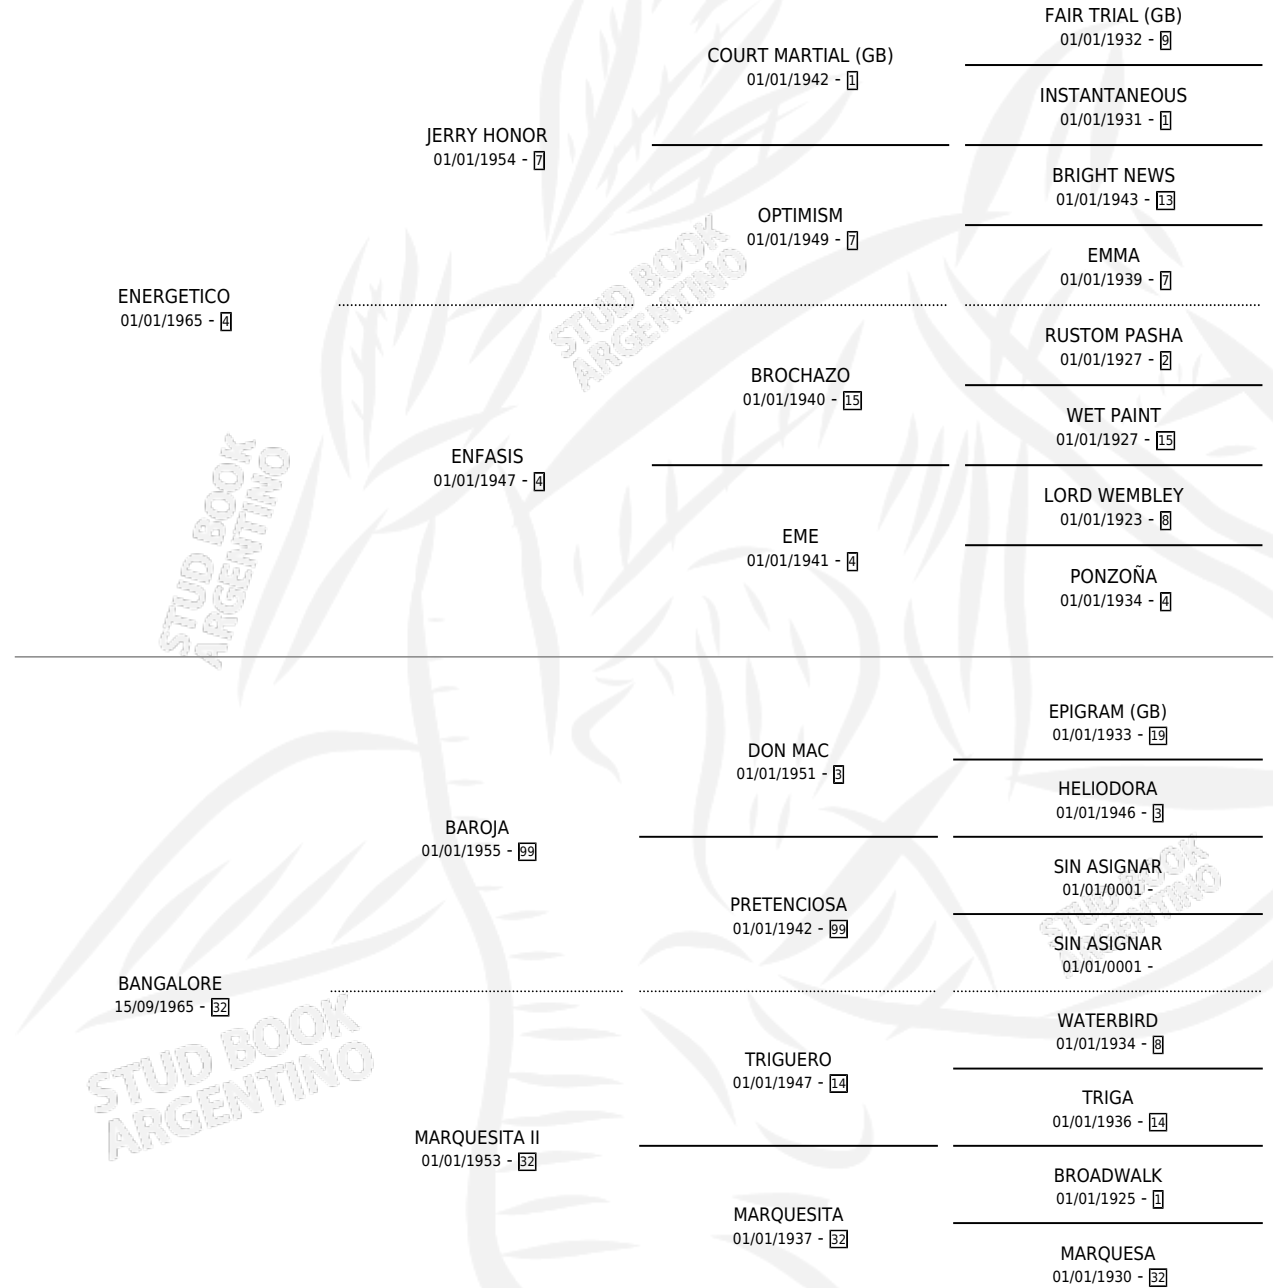 FAIR TRIAL (GB)
01/01/1932 - 9
COURT MARTIAL (GB)
01/01/1942 - 1
INSTANTANEOUS
01/01/1931 - 1
JERRY HONOR
01/01/1954 - 7
BRIGHT NEWS
01/01/1943 - 13
OPTIMISM
01/01/1949 - 7
EMMA
01/01/1939 - 7
ENERGETICO
01/01/1965 - 4
RUSTOM PASHA
01/01/1927 - 2
BROCHAZO
01/01/1940 - 15
WET PAINT
01/01/1927 - 15
ENFASIS
01/01/1947 - 4
LORD WEMBLEY
01/01/1923 - 8
EME
01/01/1941 - 4
PONZOÑA
01/01/1934 - 4
EPIGRAM (GB)
01/01/1933 - 19
DON MAC
01/01/1951 - 3
HELIODORA
01/01/1946 - 3
BAROJA
01/01/1955 - 99
SIN ASIGNAR
01/01/0001 -
PRETENCIOSA
01/01/1942 - 99
SIN ASIGNAR
01/01/0001 -
BANGALORE
15/09/1965 - 32
WATERBIRD
01/01/1934 - 8
TRIGUERO
01/01/1947 - 14
TRIGA
01/01/1936 - 14
MARQUESITA II
01/01/1953 - 32
BROADWALK
01/01/1925 - 1
MARQUESITA
01/01/1937 - 32
MARQUESA
01/01/1930 - 32
STUD BOOK
ARGENTINO
STUD BOOK
ARGENTINO
STUD BOOK
ARGENTINO
STUD BOOK
ARGENTINO